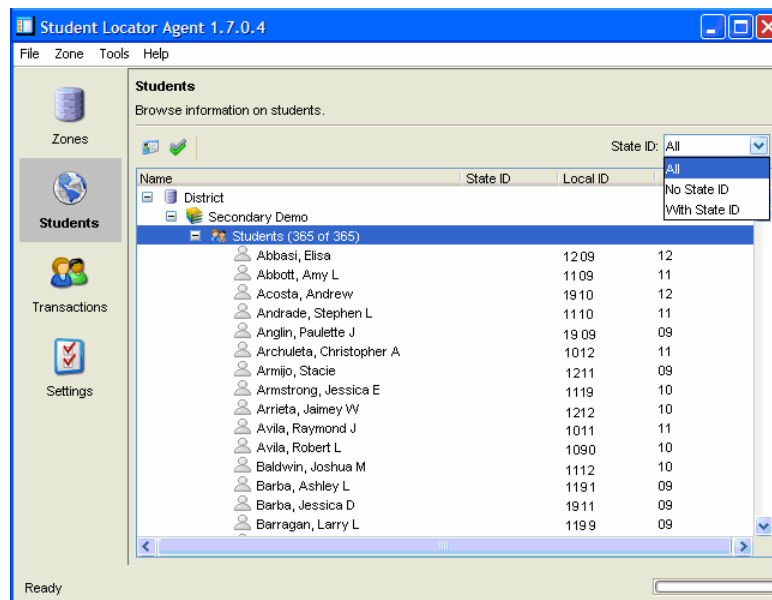 Student Locator Agent 1.7.0.4
File Zone Tools Help
Students
Browse information on students.
Zones
State ID: All
All
No State ID
With State ID
Name State ID Local ID
District
Secondary Demo
Students
Students (365 of 365)
Abbasi, Elisa 1209 12
Abbott, Amy L 1109 11
Acosta, Andrew 1910 12
Transactions
Andrade, Stephen L 1110 11
Anglin, Paulette J 1909 09
Archuleta, Christopher A 1012 11
Armijo, Stacie 1211 09
Settings
Armstrong, Jessica E 1119 10
Arrieta, Jaimey W 1212 10
Avila, Raymond J 1011 11
Avila, Robert L 1090 10
Baldwin, Joshua M 1112 10
Barba, Ashley L 1191 09
Barba, Jessica D 1911 09
Barragan, Larry L 1199 09
Ready